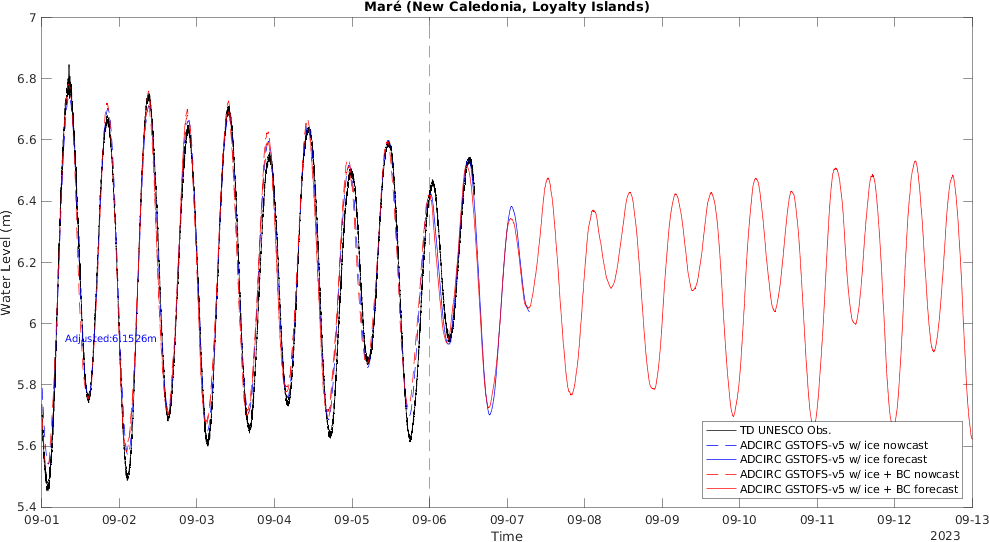 Maré (New Caledonia, Loyalty Islands)
7
6.8
6.6
6.4
6.2
6
5.8
5.6
5.4
Water Level (m)
Adjusted:6.1526m
TD UNESCO Obs.
ADCIRC GSTOFS-v5 w/ ice nowcast
ADCIRC GSTOFS-v5 w/ ice forecast
ADCIRC GSTOFS-v5 w/ ice + BC nowcast
ADCIRC GSTOFS-v5 w/ ice + BC forecast
09-01 09-02 09-03 09-04 09-05 09-06 09-07 09-08 09-09 09-10 09-11 09-12 09-13
Time
2023